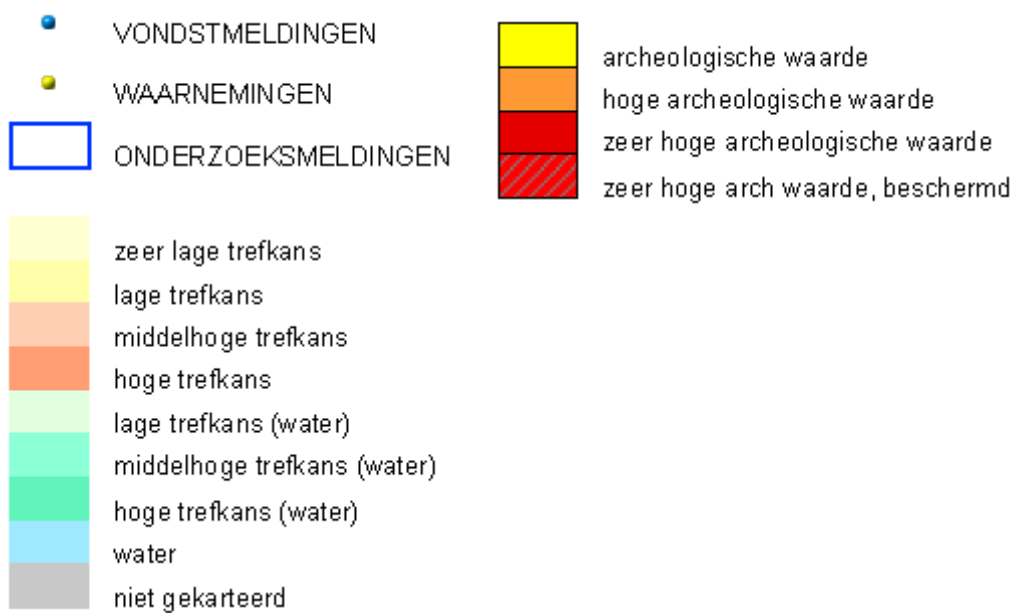 VONDSTMELDINGEN
WAARNEMINGEN
ONDERZOEKSMELDINGEN
archeologische waarde
hoge archeologische waarde
zeer hoge archeologische waarde
zeer hoge arch waarde, beschermd
zeer lage trefkans
lage trefkans
middelhoge trefkans
hoge trefkans
lage trefkans (water)
middelhoge trefkans (water)
hoge trefkans (water)
water
niet gekarteerd